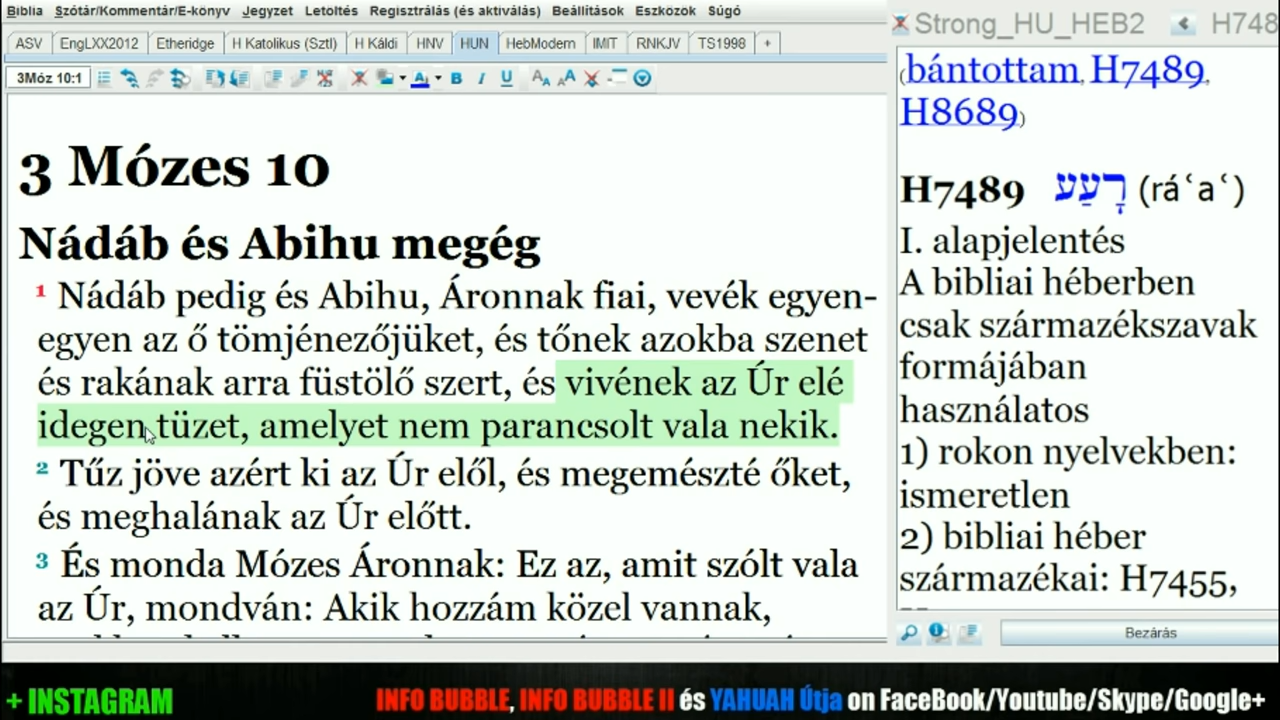 Biblia Szótár/Kommentár/E-könyv Jegyzet Letöltés Regisztrálás (és aktiválás) Beállítások Eszközök Súgó
ASV EngLXX2012 Etheridge H Katolikus (Sztl) H Káldi HNV HUN HebModern IMIT RNKJV TS1998 +
3Móz 10:1
3 Mózes 10
Nádáb és Abihu megég
1 Nádáb pedig és Abihu, Áronnak fiai, vevék egyen-
egyen az ő tömjénezőjüket, és tőnek azokba szenet
és rakának arra füstölő szert, és vivének az Úr elé
idegen tüzet, amelyet nem parancsolt vala nekik.
2 Tűz jöve azért ki az Úr elől, és megemészté őket,
és meghalának az Úr előtt.
3 És monda Mózes Áronnak: Ez az, amit szólt vala
az Úr, mondván: Akik hozzám közel vannak,
Strong_HU_HEB2 H748
(bántottam, H7489,
H8689)
H7489 רָעַע (ráʿaʿ)
I. alapjelentés
A bibliai héberben
csak származékszavak
formájában
használatos
1) rokon nyelvekben:
ismeretlen
2) bibliai héber
származékai: H7455,
Bezárás
+ INSTAGRAM INFO BUBBLE, INFO BUBBLE II és YAHUAH Útja on FaceBook/Youtube/Skype/Google+